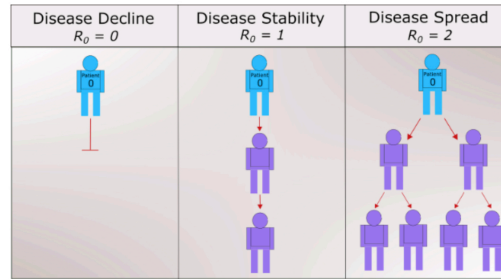 Disease Decline
R₀ = 0
Disease Stability
R₀ = 1
Disease Spread
R₀ = 2
Patient
0
Patient
0
Patient
0